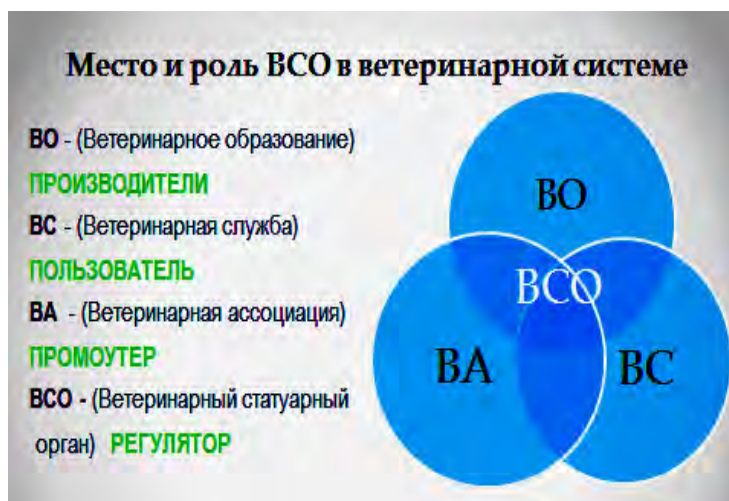 Место и роль ВСО в ветеринарной системе
ВО - (Ветеринарное образование)
ПРОИЗВОДИТЕЛИ
ВС - (Ветеринарная служба)
ПОЛЬЗОВАТЕЛЬ
ВА - (Ветеринарная ассоциация)
ПРОМОУТЕР
ВСО - (Ветеринарный статуарный
орган) РЕГУЛЯТОР
ВО
ВСО
ВА
ВС